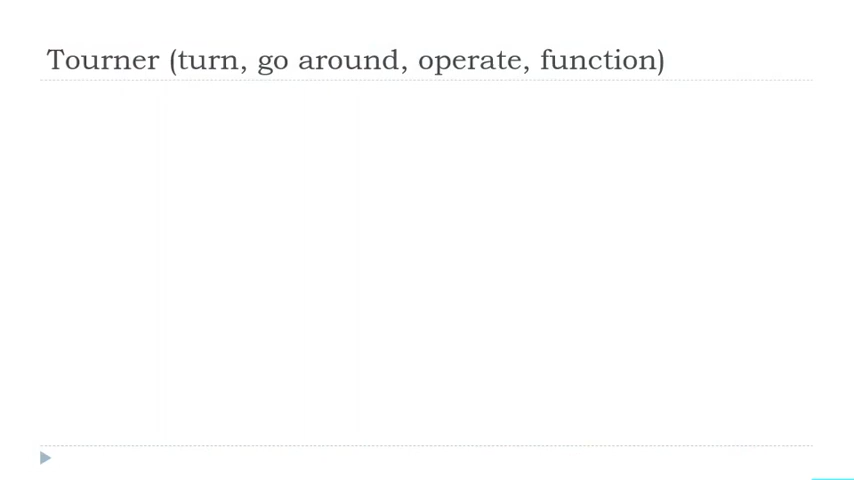 Tourner (turn, go around, operate, function)